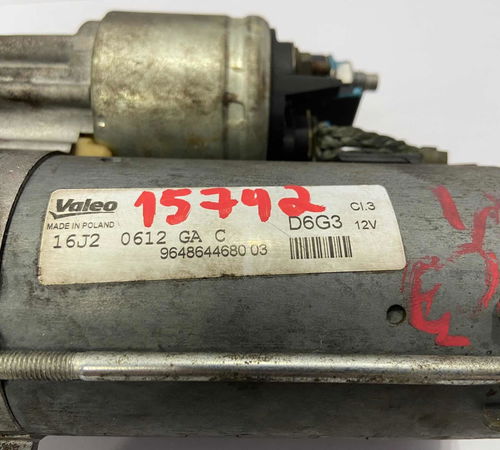 Valeo 15792 D6G3 Cl.3
MADE IN POLAND 12V
16J2 0612 GA C
9648644680 03